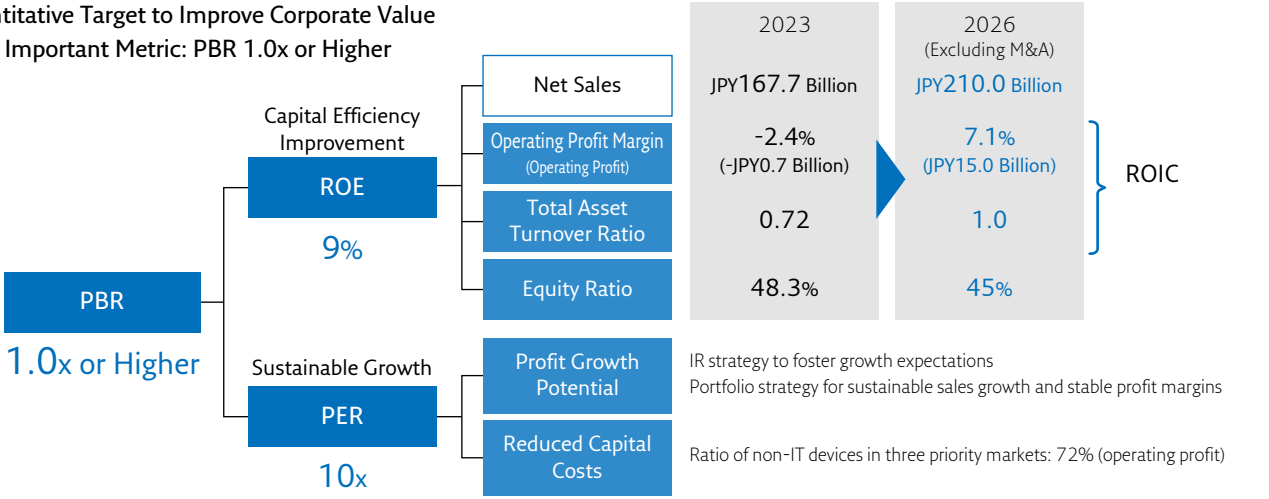 ntitative Target to Improve Corporate Value
Important Metric: PBR 1.0x or Higher
2023
2026
(Excluding M&A)
Net Sales
JPY167.7 Billion
JPY210.0 Billion
Capital Efficiency
Improvement
ROE
9%
Operating Profit Margin
(Operating Profit)
-2.4%
(-JPY0.7 Billion)
7.1%
(JPY15.0 Billion)
ROIC
Total Asset
Turnover Ratio
0.72
1.0
Equity Ratio
48.3%
45%
PBR
1.0x or Higher
Sustainable Growth
PER
10x
Profit Growth
Potential
IR strategy to foster growth expectations
Portfolio strategy for sustainable sales growth and stable profit margins
Reduced Capital
Costs
Ratio of non-IT devices in three priority markets: 72% (operating profit)